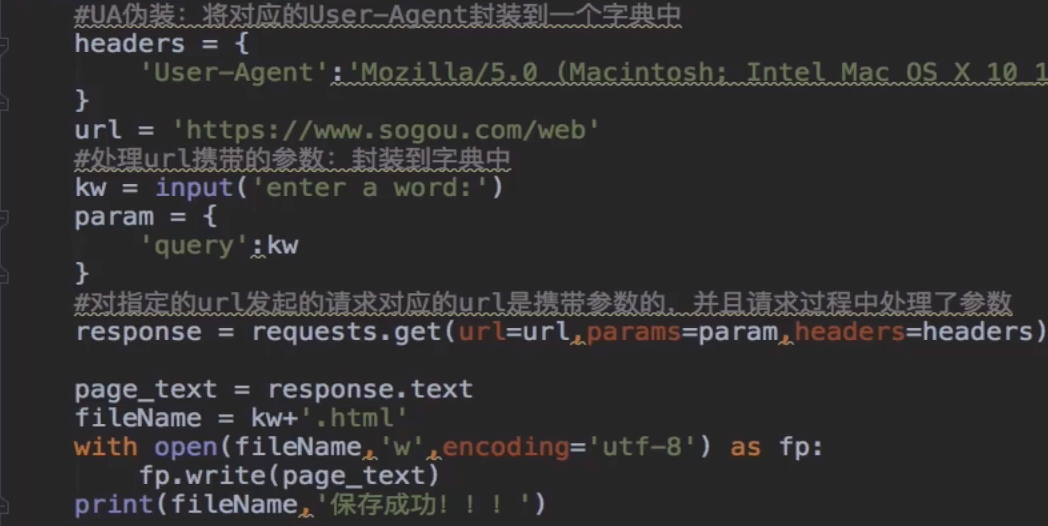 #UA伪装：将对应的User-Agent封装到一个字典中
headers = {
    'User-Agent':'Mozilla/5.0 (Macintosh; Intel Mac OS X 10_1
}
url = 'https://www.sogou.com/web'
#处理url携带的参数：封装到字典中
kw = input('enter a word:')
param = {
    'query':kw
}
#对指定的url发起的请求对应的url是携带参数的，并且请求过程中处理了参数
response = requests.get(url=url,params=param,headers=headers)
page_text = response.text
fileName = kw+'.html'
with open(fileName,'w',encoding='utf-8') as fp:
    fp.write(page_text)
print(fileName,'保存成功！！！')